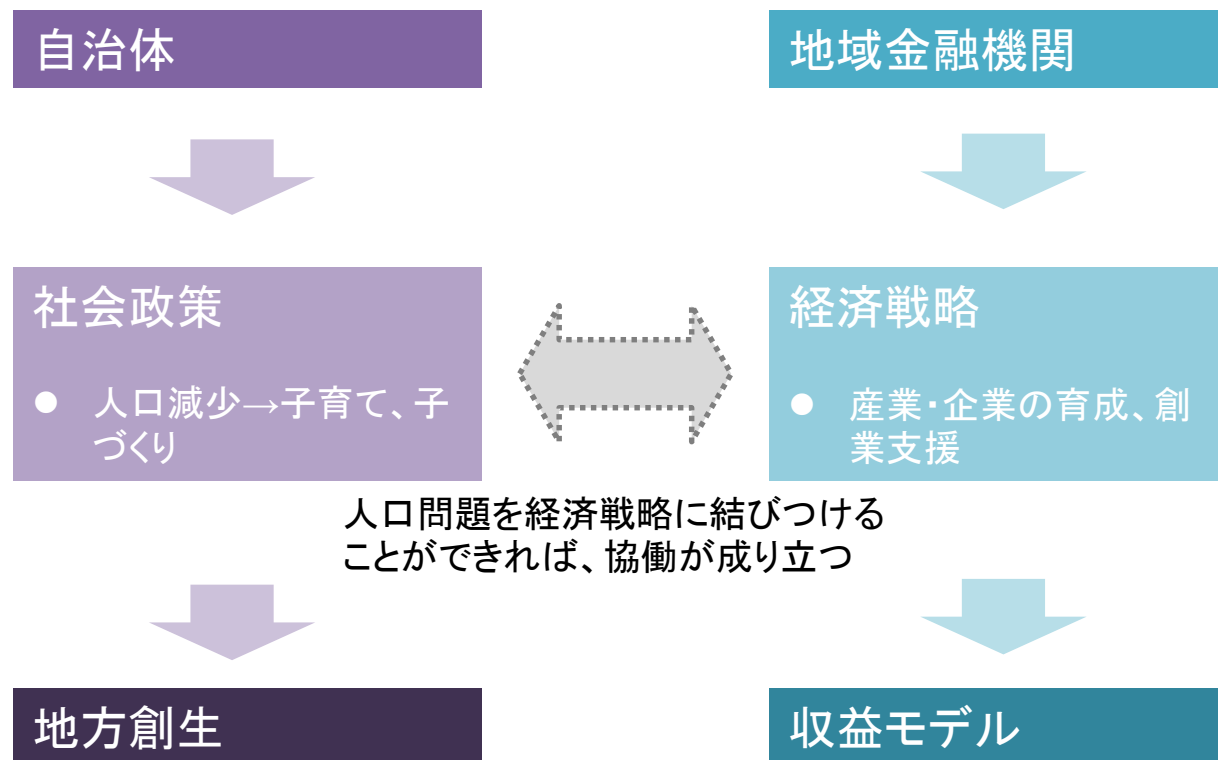 自治体
地域金融機関
社会政策
● 人口減少→子育て、子
づくり
経済戦略
● 産業・企業の育成、創
業支援
人口問題を経済戦略に結びつける
ことができれば、協働が成り立つ
地方創生
収益モデル